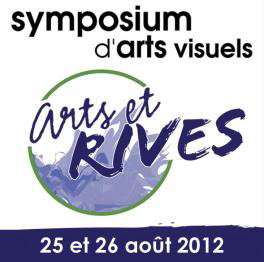 symposium
d'arts visuels
arts et
RIVES
25 et 26 août 2012